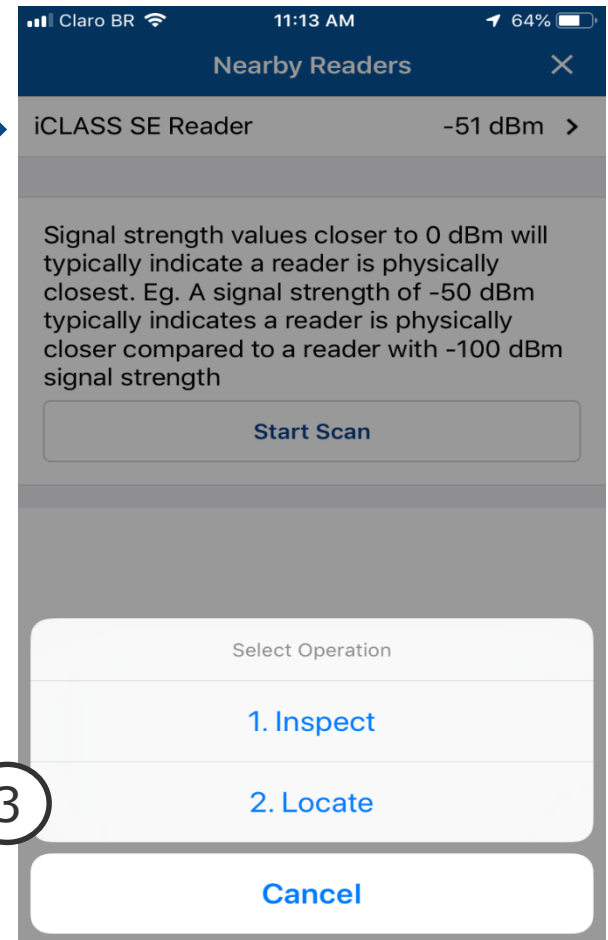 Claro BR 11:13 AM 64%
Nearby Readers ×
iCLASS SE Reader -51 dBm >
Signal strength values closer to 0 dBm will
typically indicate a reader is physically
closest. Eg. A signal strength of -50 dBm
typically indicates a reader is physically
closer compared to a reader with -100 dBm
signal strength
Start Scan
Select Operation
1. Inspect
3 2. Locate
Cancel